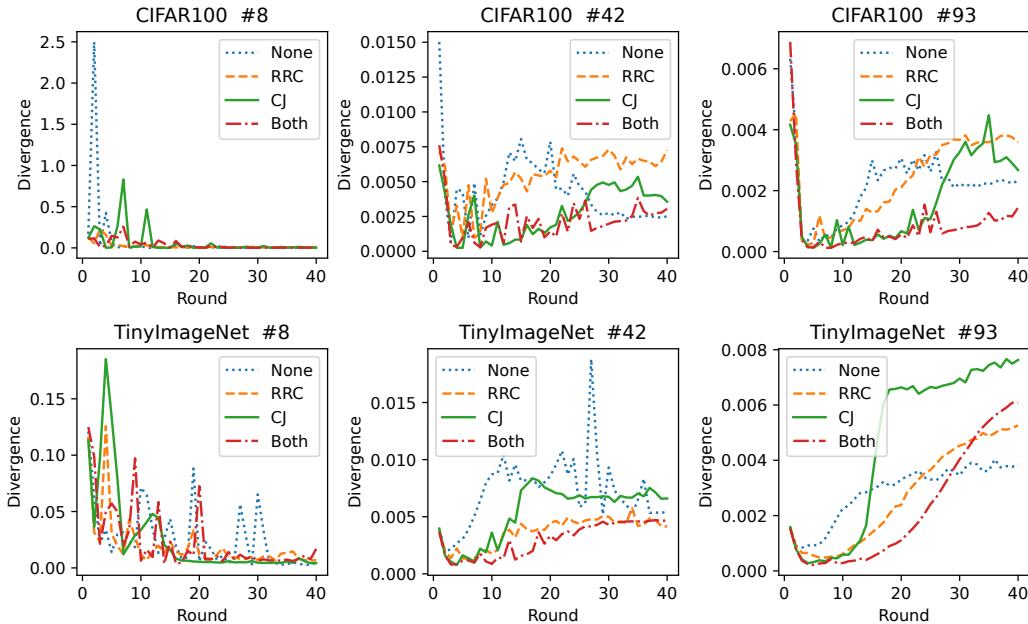 CIFAR100 #8
CIFAR100 #42
CIFAR100 #93
Divergence
2.5
2.0
1.5
1.0
0.5
0.0
None
RRC
CJ
Both
0 10 20 30 40
Round
Divergence
0.0150
0.0125
0.0100
0.0075
0.0050
0.0025
0.0000
None
RRC
CJ
Both
0 10 20 30 40
Round
Divergence
0.006
0.004
0.002
0.000
None
RRC
CJ
Both
0 10 20 30 40
Round
TinyImageNet #8
TinyImageNet #42
TinyImageNet #93
Divergence
0.15
0.10
0.05
0.00
None
RRC
CJ
Both
0 10 20 30 40
Round
Divergence
0.015
0.010
0.005
0.000
None
RRC
CJ
Both
0 10 20 30 40
Round
Divergence
0.008
0.006
0.004
0.002
0.000
None
RRC
CJ
Both
0 10 20 30 40
Round